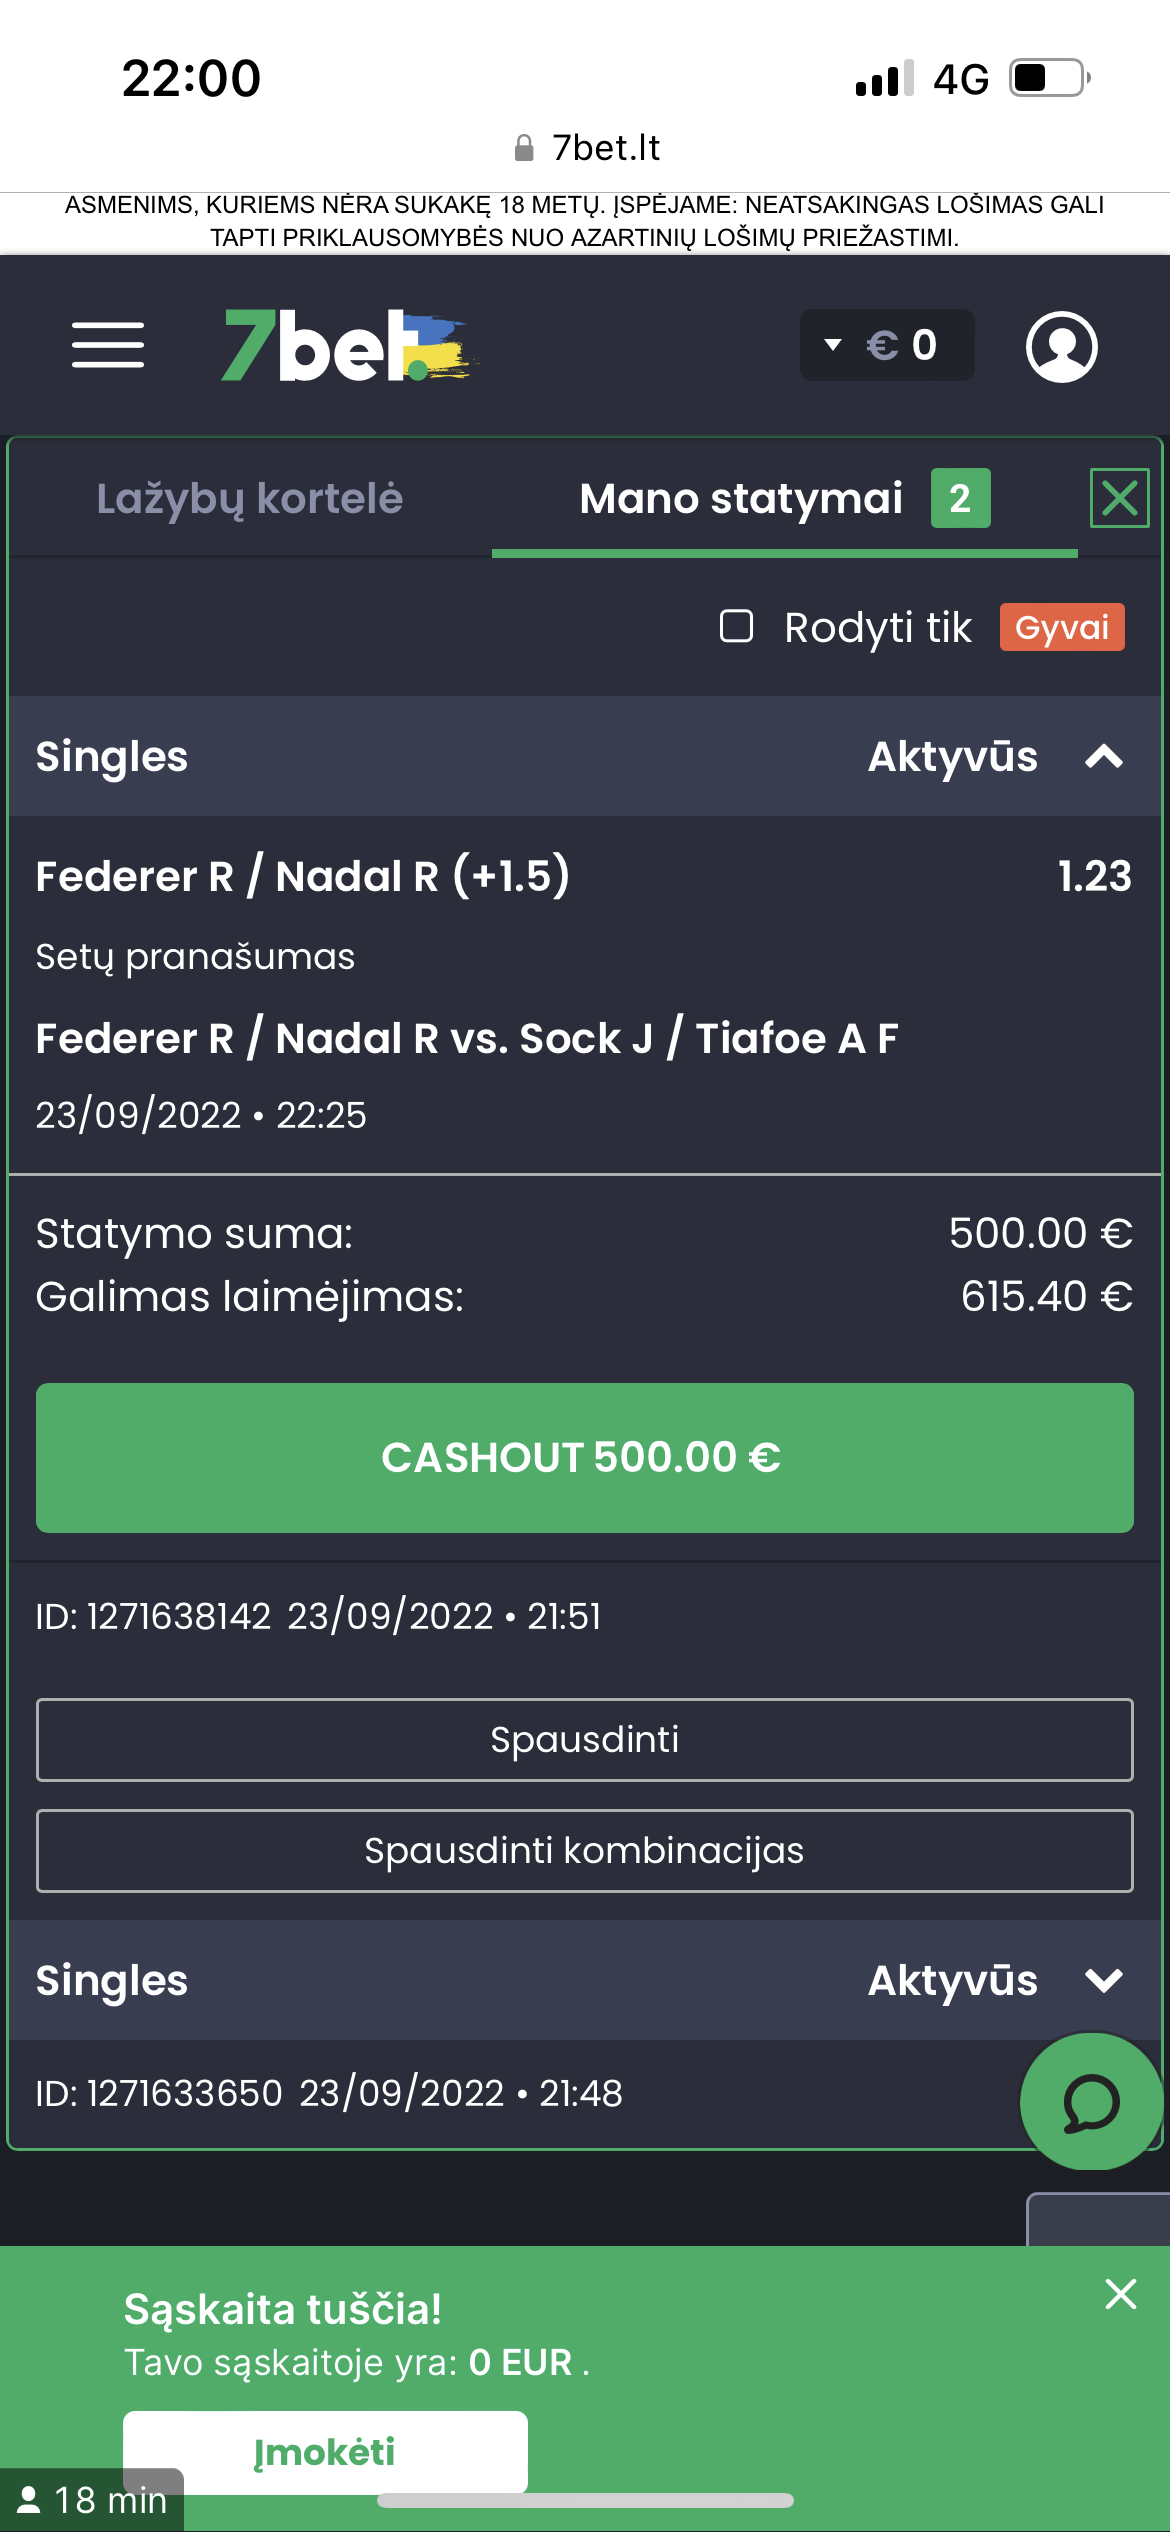 22:00 4G
7bet.lt
ASMENIMS, KURIEMS NĖRA SUKAKĘ 18 METŲ. ĮSPĖJAME: NEATSAKINGAS LOŠIMAS GALI
TAPTI PRIKLAUSOMYBĖS NUO AZARTINIŲ LOŠIMŲ PRIEŽASTIMI.
7bet. € 0
Lažybų kortelė Mano statymai 2
Rodyti tik Gyvai
Singles Aktyvūs
Federer R / Nadal R (+1.5) 1.23
Setų pranašumas
Federer R / Nadal R vs. Sock J / Tiafoe A F
23/09/2022 • 22:25
Statymo suma: 500.00 €
Galimas laimėjimas: 615.40 €
CASHOUT 500.00 €
ID: 1271638142 23/09/2022 • 21:51
Spausdinti
Spausdinti kombinacijas
Singles Aktyvūs
ID: 1271633650 23/09/2022 • 21:48
Sąskaita tuščia!
Tavo sąskaitoje yra: 0 EUR .
Įmokėti
18 min